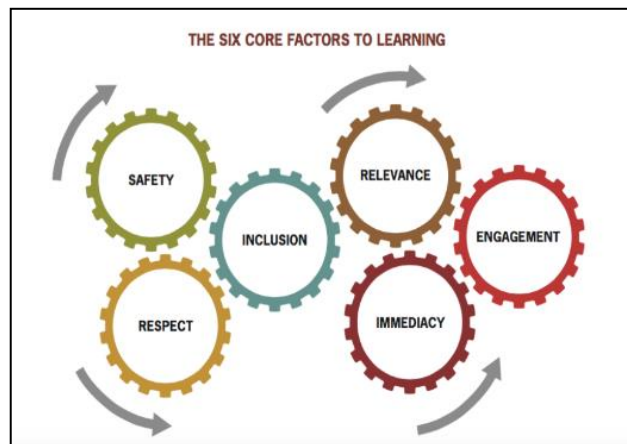 THE SIX CORE FACTORS TO LEARNING
SAFETY
RELEVANCE
INCLUSION
ENGAGEMENT
RESPECT
IMMEDIACY